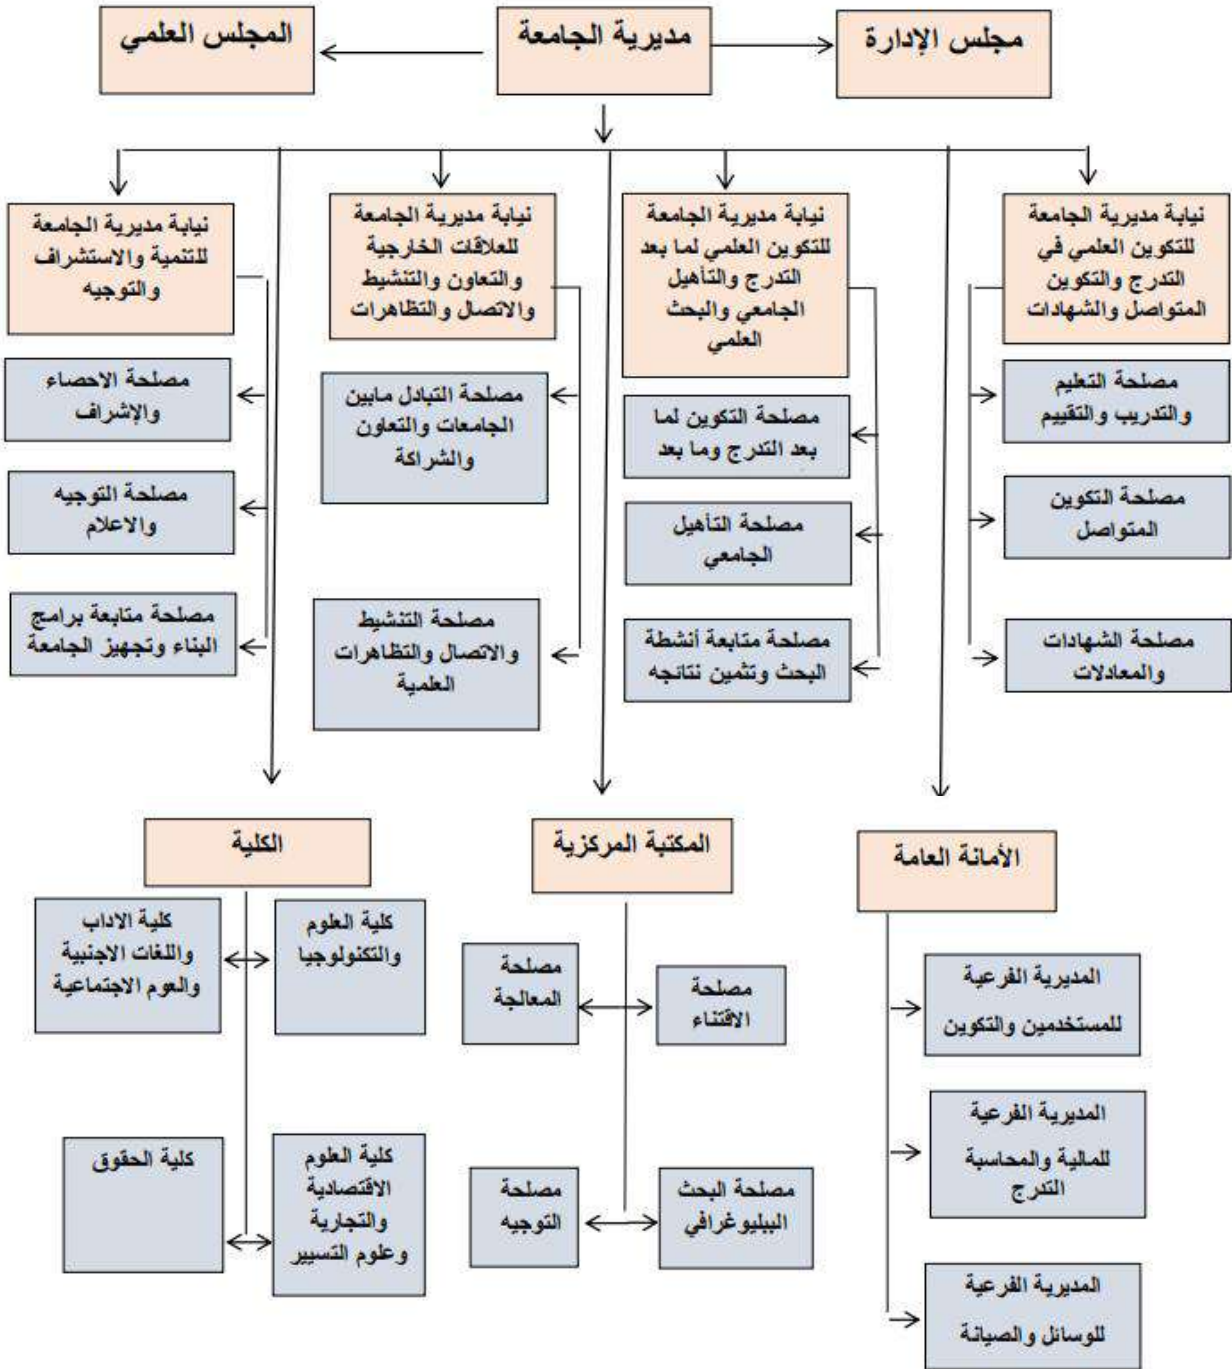 مجلس الإدارة
مديرية الجامعة
المجلس العلمي
نيابة مديرية الجامعة
للتكوين العلمي في
التدرج والتكوين
المتواصل والشهادات
نيابة مديرية الجامعة
للتكوين العلمي لما بعد
التدرج والتأهيل
الجامعي والبحث
العلمي
نيابة مديرية الجامعة
للعلاقات الخارجية
والتعاون والتنشيط
والاتصال والتظاهرات
نيابة مديرية الجامعة
للتنمية والاستشراف
والتوجيه
مصلحة التعليم
والتدريب والتقييم
مصلحة التكوين
المتواصل
مصلحة الشهادات
والمعادلات
مصلحة التكوين لما
بعد التدرج وما بعد
مصلحة التأهيل
الجامعي
مصلحة متابعة أنشطة
البحث وتثمين نتائجه
مصلحة التبادل مابين
الجامعات والتعاون
والشراكة
مصلحة التنشيط
والاتصال والتظاهرات
العلمية
مصلحة الاحصاء
والإشراف
مصلحة التوجيه
والاعلام
مصلحة متابعة برامج
البناء وتجهيز الجامعة
الأمانة العامة
المديرية الفرعية
للمستخدمين والتكوين
المديرية الفرعية
للمالية والمحاسبة
التدرج
المديرية الفرعية
للوسائل والصيانة
المكتبة المركزية
مصلحة
الاقتناء
مصلحة
المعالجة
مصلحة البحث
الببليوغرافي
مصلحة
التوجيه
الكلية
كلية العلوم
والتكنولوجيا
كلية الاداب
واللغات الاجنبية
والعوم الاجتماعية
كلية العلوم
الاقتصادية
والتجارية
وعلوم التسيير
كلية الحقوق